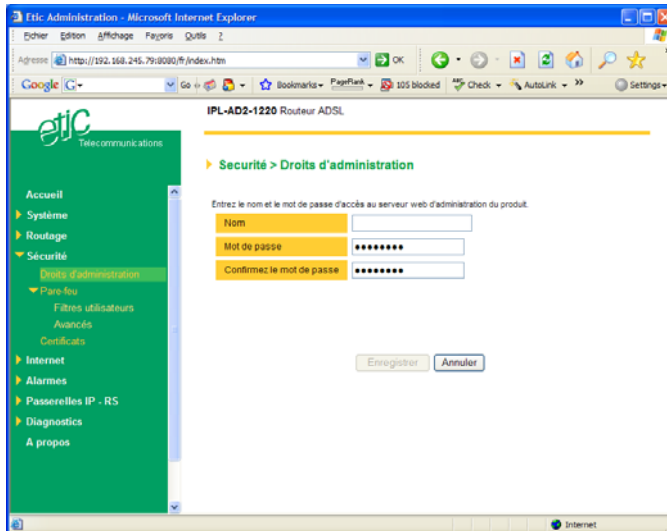 Etic Administration - Microsoft Internet Explorer
Fichier Edition Affichage Favoris Outils ?
Adresse http://192.168.245.79:8080/fr/index.htm OK
Google G Go Bookmarks PageRank 105 blocked Check AutoLink >> Settings
etic
Telecommunications
IPL-AD2-1220 Routeur ADSL
Securité > Droits d'administration
Entrez le nom et le mot de passe d'accès au serveur web d'administration du produit.
Nom
Mot de passe ••••••••
Confirmez le mot de passe ••••••••
Enregistrer Annuler
Accueil
Système
Routage
Sécurité
Droits d'administration
Pare-feu
Filtres utilisateurs
Avancés
Certificats
Internet
Alarmes
Passerelles IP - RS
Diagnostics
A propos
Internet